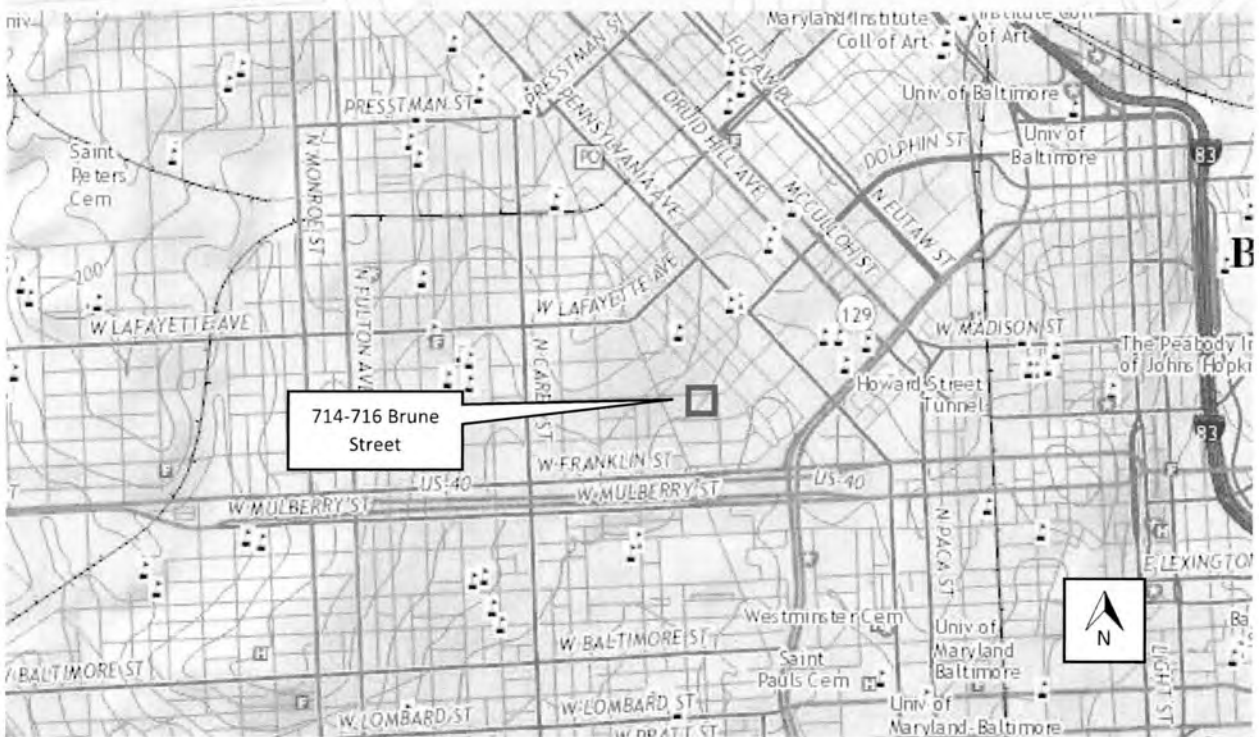 Maryland Institute
Coll of Art
of Art
PRESSTMAN ST
PRESSTMAN ST
EUTAW PL
Univ of Baltimore
PENNSYLVANIA AVE
DRUID HILL AVE
Univ of
Baltimore
Saint
Peters
Cem
PO
DOLPHIN ST
83
N MONROE ST
MCCULLOH ST
N EUTAW ST
B
200
N FULTON AVE
W LAFAYETTE AVE
W LAFAYETTE AVE
129
W MADISON ST
F
N CAREY ST
The Peabody In
of Johns Hopki
Howard Street
Tunnel
714-716 Brune
Street
83
W FRANKLIN ST
US-40
US-40
W MULBERRY ST
W MULBERRY ST
F
F
H
N PACA ST
E LEXINGTON
N
Westminster Cem
Univ of
Maryland
Baltimore
Ba
W BALTIMORE ST
H
Saint
Pauls Cem
H
LIGHT ST
W BALTIMORE ST
F
W LOMBARD ST
W LOMBARD ST
Univ of
Maryland-Baltimore
W PRATT ST